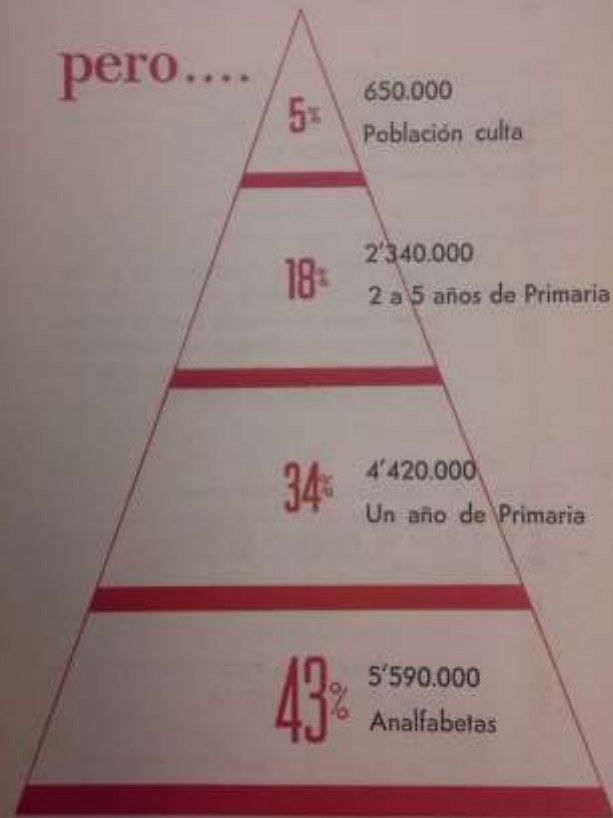 pero....
5%
650.000
Población culta
18%
2'340.000
2 a 5 años de Primaria
34%
4'420.000
Un año de Primaria
43%
5'590.000
Analfabetas